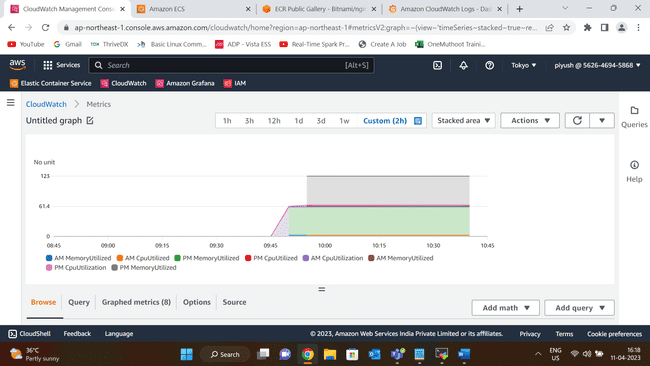 CloudWatch Management Cons
Amazon ECS
ECR Public Gallery - Bitnami/ngi
Amazon CloudWatch Logs - Das
ap-northeast-1.console.aws.amazon.com/cloudwatch/home?region=ap-northeast-1#metricsV2:graph=~(view~'timeSeries~stacked~true~re...
YouTube
Gmail
ThriveDX
Basic Linux Comm...
ADP - Vista ESS
Real-Time Spark Pr...
Create A Job
OneMuthoot Traini...
aws
Services
Search
[Alt+S]
Tokyo
piyush @ 5626-4694-5868
Elastic Container Service
CloudWatch
Amazon Grafana
IAM
CloudWatch
Metrics
Untitled graph
1h 3h 12h 1d 3d 1w Custom (2h)
Stacked area
Actions
Queries
Help
No unit
123
61.4
0
08:45 09:00 09:15 09:30 09:45 10:00 10:15 10:30 10:45
AM MemoryUtilized AM CpuUtilized PM MemoryUtilized PM CpuUtilized AM CpuUtilization AM MemoryUtilized
PM CpuUtilization PM MemoryUtilized
Browse Query Graphed metrics (8) Options Source
Add math
Add query
CloudShell Feedback Language
© 2023, Amazon Web Services India Private Limited or its affiliates.
Privacy Terms Cookie preferences
36°C
Partly sunny
Search
ENG
US
16:18
11-04-2023